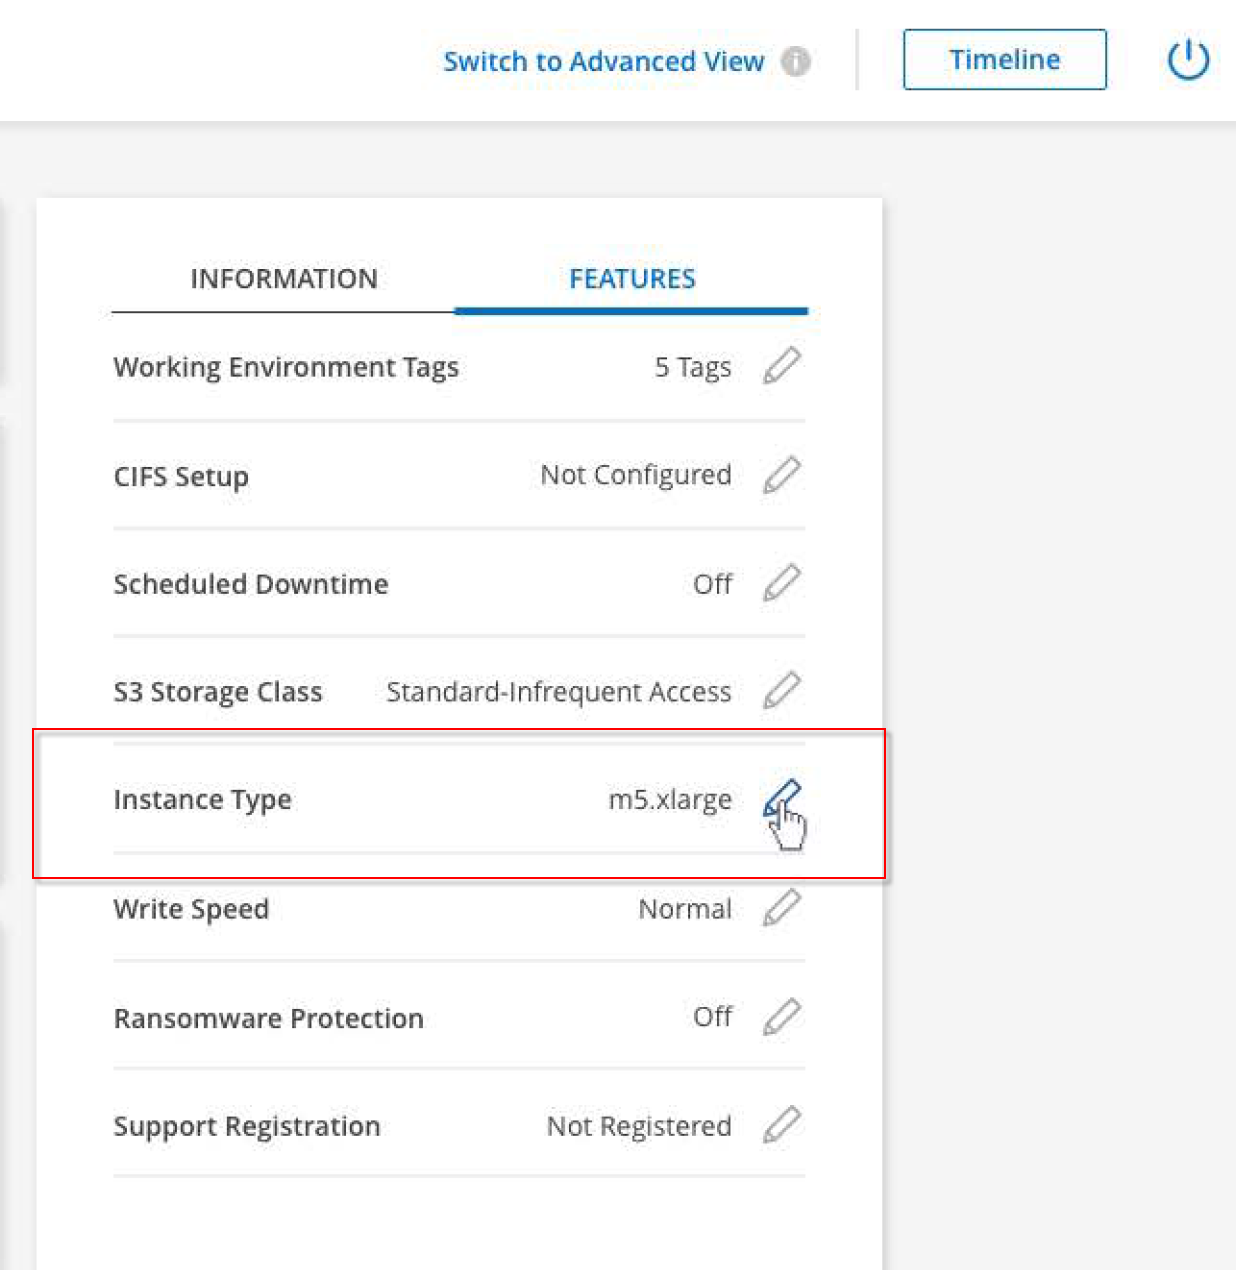 Switch to Advanced View
Timeline
INFORMATION FEATURES
Working Environment Tags 5 Tags
CIFS Setup Not Configured
Scheduled Downtime Off
S3 Storage Class Standard-Infrequent Access
Instance Type m5.xlarge
Write Speed Normal
Ransomware Protection Off
Support Registration Not Registered